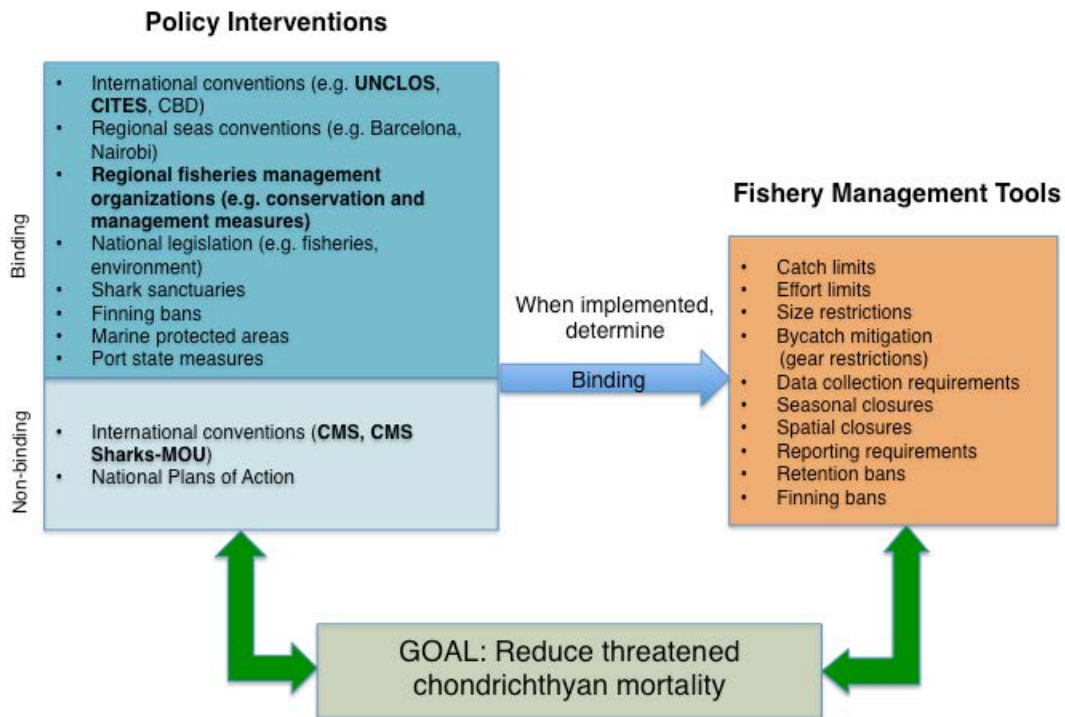 Policy Interventions
Binding
• International conventions (e.g. UNCLOS,
CITES, CBD)
• Regional seas conventions (e.g. Barcelona,
Nairobi)
• Regional fisheries management
organizations (e.g. conservation and
management measures)
• National legislation (e.g. fisheries,
environment)
• Shark sanctuaries
• Finning bans
• Marine protected areas
• Port state measures
Non-binding
• International conventions (CMS, CMS
Sharks-MOU)
• National Plans of Action
When implemented,
determine
Binding
Fishery Management Tools
• Catch limits
• Effort limits
• Size restrictions
• Bycatch mitigation
(gear restrictions)
• Data collection requirements
• Seasonal closures
• Spatial closures
• Reporting requirements
• Retention bans
• Finning bans
GOAL: Reduce threatened
chondrichthyan mortality